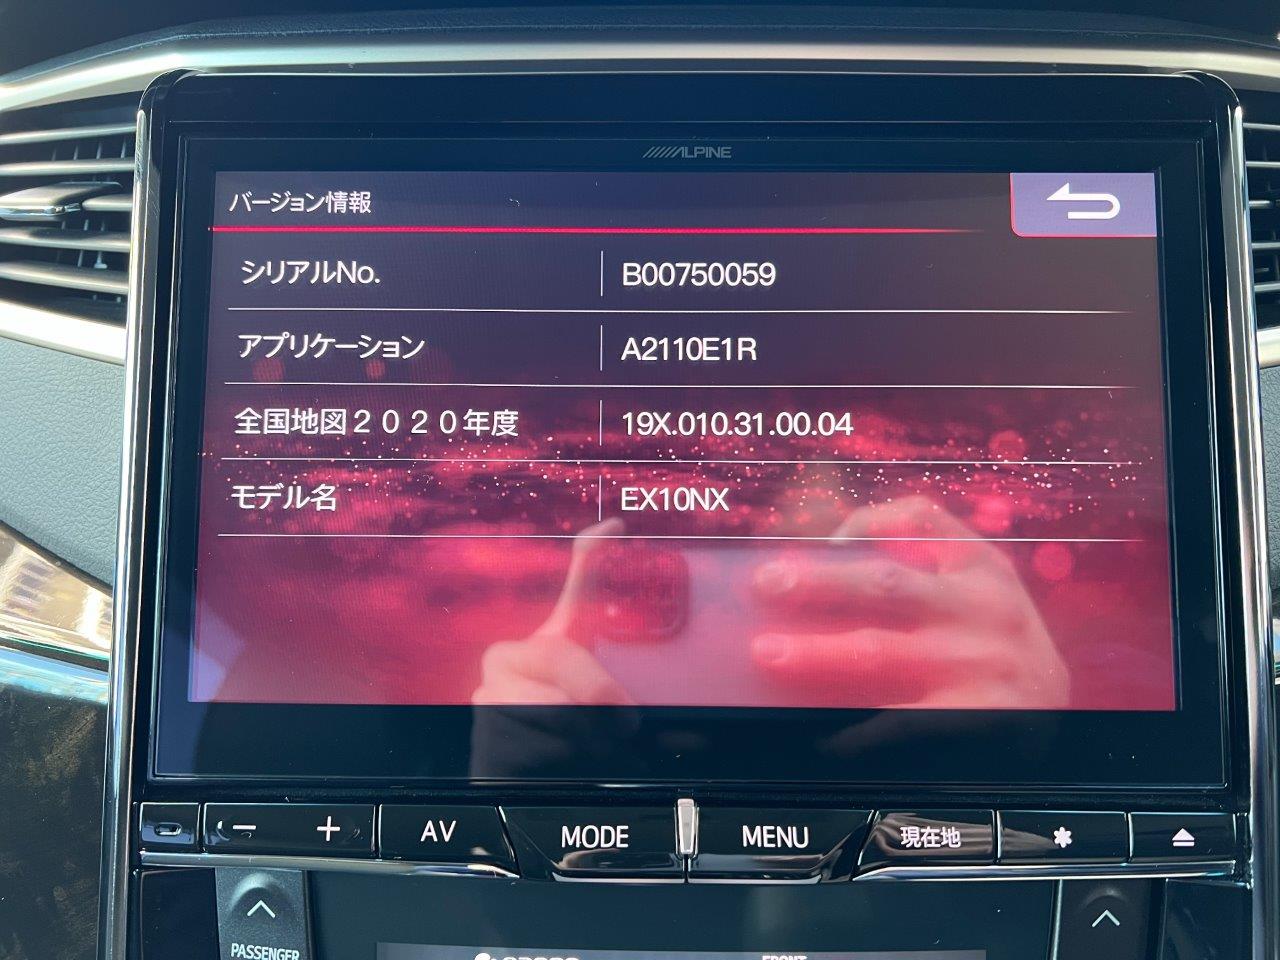 ALPINE
バージョン情報
シリアルNo. B00750059
アプリケーション A2110E1R
全国地図２０２０年度 19X.010.31.00.04
モデル名 EX10NX
− + AV MODE MENU 現在地 ✱
PASSENGER
FRONT